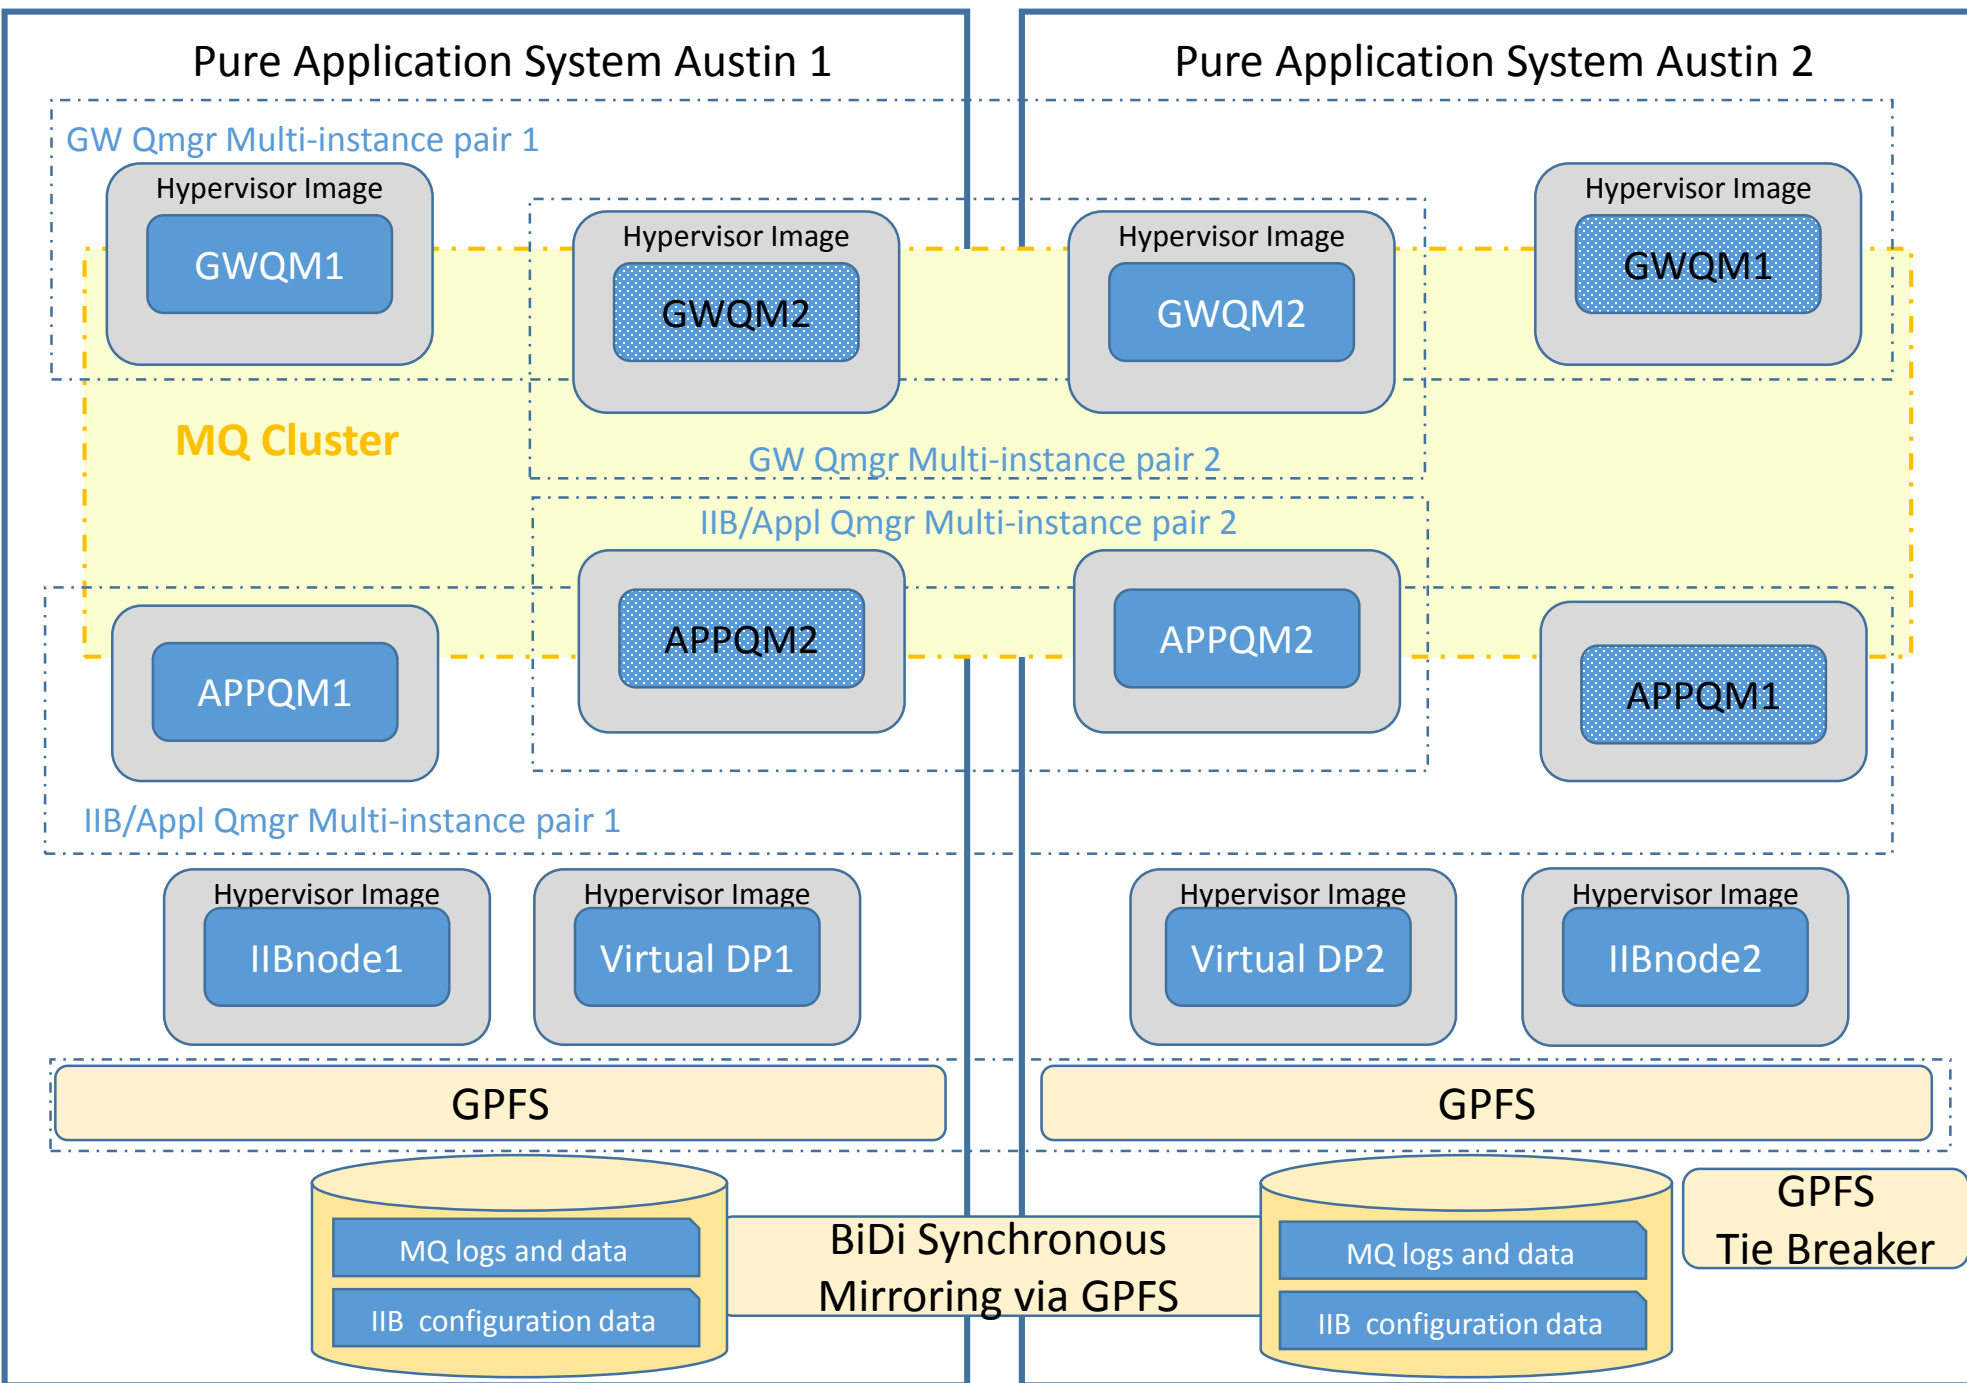 Pure Application System Austin 1
Pure Application System Austin 2
GW Qmgr Multi-instance pair 1
Hypervisor Image
GWQM1
Hypervisor Image
GWQM2
Hypervisor Image
GWQM2
Hypervisor Image
GWQM1
MQ Cluster
GW Qmgr Multi-instance pair 2
IIB/Appl Qmgr Multi-instance pair 2
APPQM1
APPQM2
APPQM2
APPQM1
IIB/Appl Qmgr Multi-instance pair 1
Hypervisor Image
IIBnode1
Hypervisor Image
Virtual DP1
Hypervisor Image
Virtual DP2
Hypervisor Image
IIBnode2
GPFS
GPFS
MQ logs and data
IIB configuration data
BiDi Synchronous
Mirroring via GPFS
MQ logs and data
IIB configuration data
GPFS
Tie Breaker